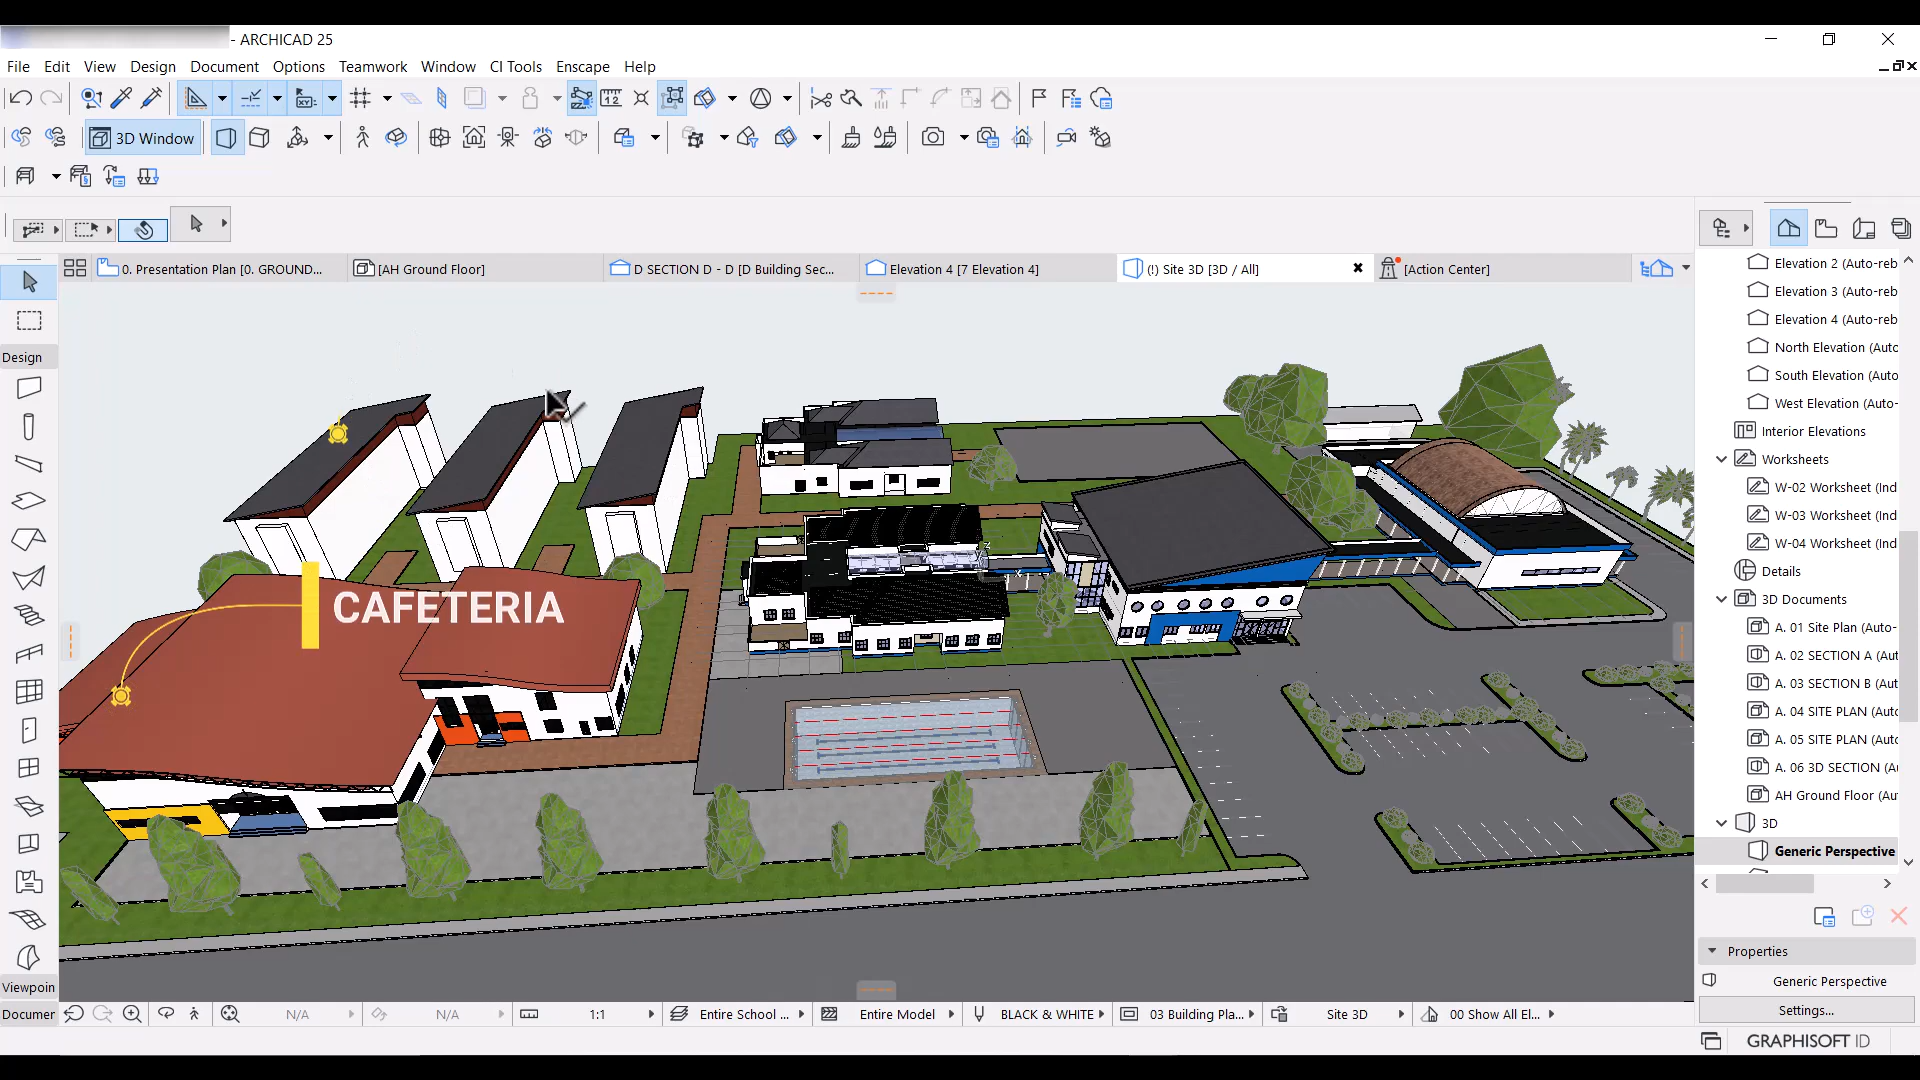 - ARCHICAD 25
File Edit View Design Document Options Teamwork Window CI Tools Enscape Help
3D Window
0. Presentation Plan [0. GROUND...
[AH Ground Floor]
D SECTION D - D [D Building Sec...
Elevation 4 [7 Elevation 4]
(!) Site 3D [3D / All]
[Action Center]
Design
Viewpoin
Documer
CAFETERIA
Elevation 2 (Auto-reb
Elevation 3 (Auto-reb
Elevation 4 (Auto-reb
North Elevation (Auto
South Elevation (Auto
West Elevation (Auto-
Interior Elevations
Worksheets
W-02 Worksheet (Ind
W-03 Worksheet (Ind
W-04 Worksheet (Ind
Details
3D Documents
A. 01 Site Plan (Auto-
A. 02 SECTION A (Aut
A. 03 SECTION B (Aut
A. 04 SITE PLAN (Auto
A. 05 SITE PLAN (Auto
A. 06 3D SECTION (Au
AH Ground Floor (Aut
3D
Generic Perspective
Properties
Generic Perspective
Settings...
N/A
N/A
1:1
Entire School ...
Entire Model
BLACK & WHITE
03 Building Pla...
Site 3D
00 Show All El...
GRAPHISOFT ID